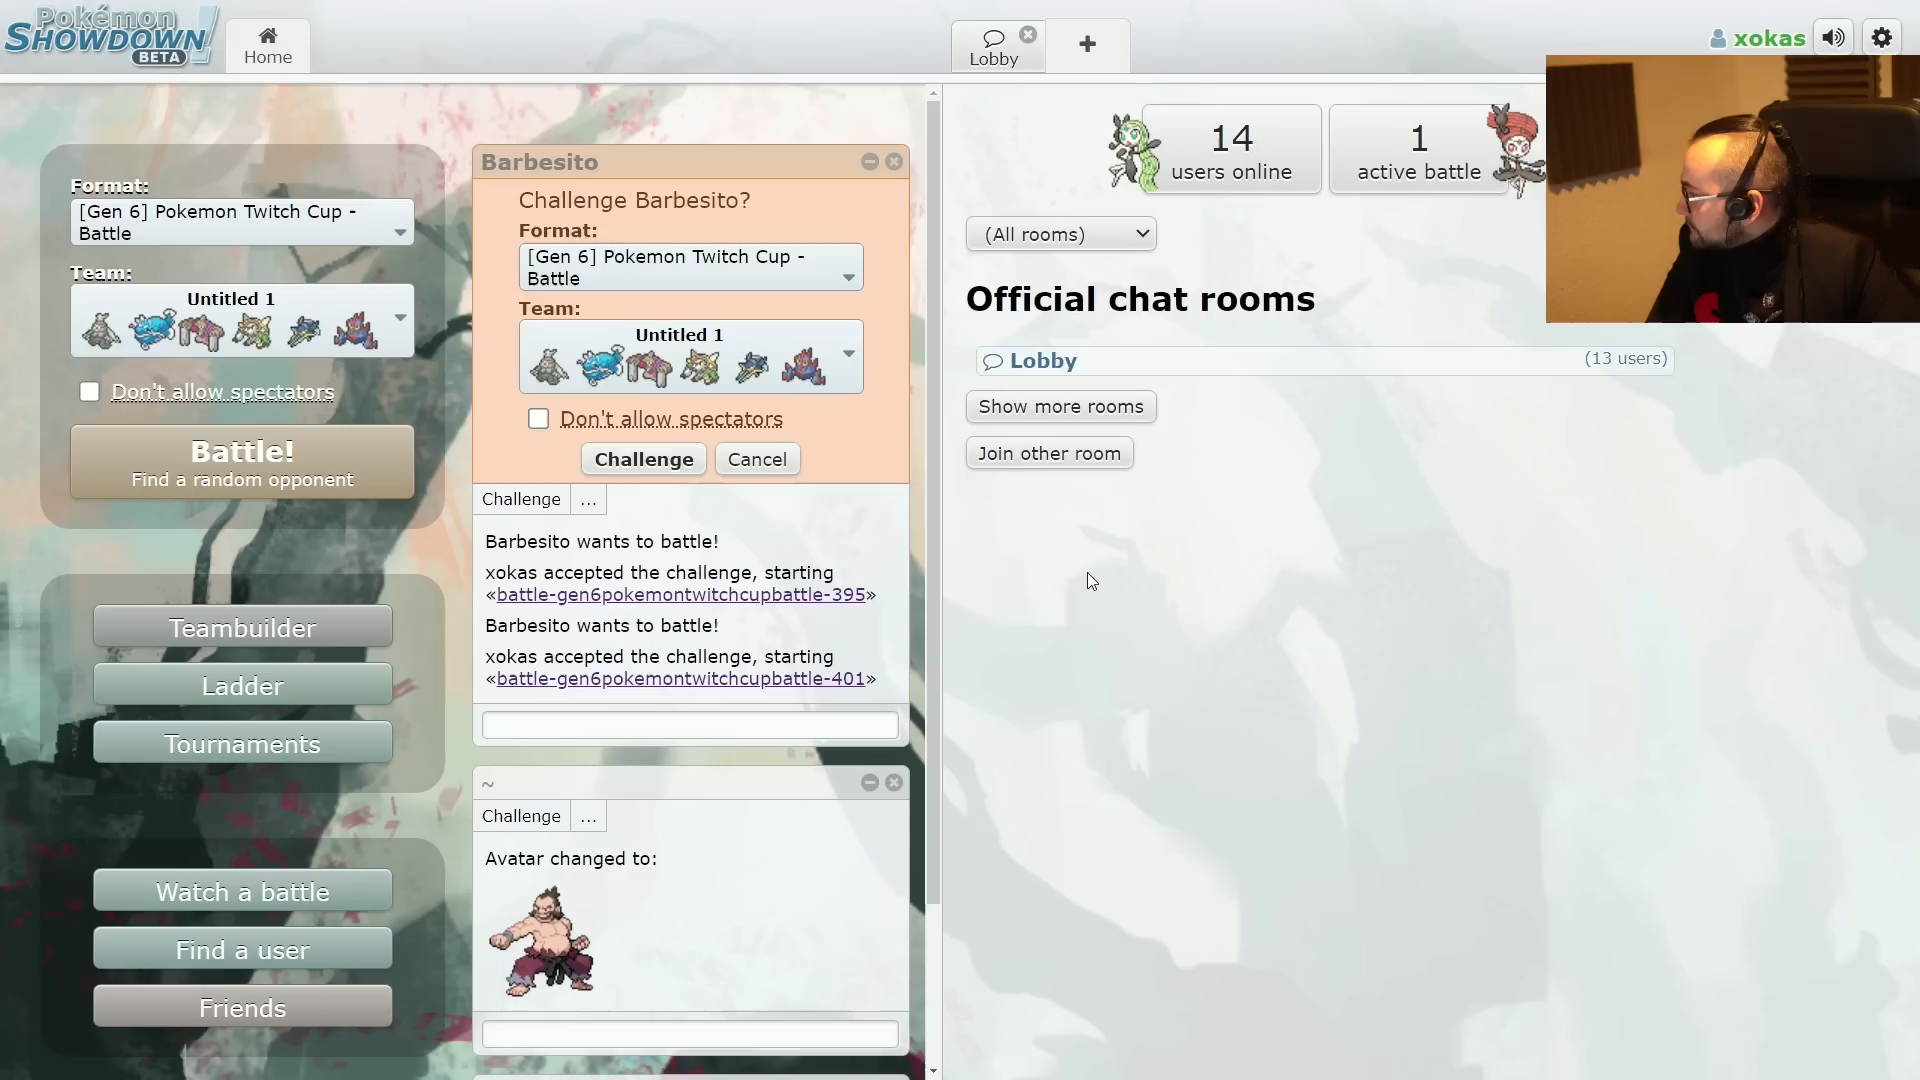 Pokémon
SHOWDOWN!
BETA
Home
Lobby
xokas
Format:
[Gen 6] Pokemon Twitch Cup -
Battle
Team:
Untitled 1
Don't allow spectators
Battle!
Find a random opponent
Teambuilder
Ladder
Tournaments
Watch a battle
Find a user
Friends
Barbesito
Challenge Barbesito?
Format:
[Gen 6] Pokemon Twitch Cup -
Battle
Team:
Untitled 1
Don't allow spectators
Challenge Cancel
Challenge ...
Barbesito wants to battle!
xokas accepted the challenge, starting
«battle-gen6pokemontwitchcupbattle-395»
Barbesito wants to battle!
xokas accepted the challenge, starting
«battle-gen6pokemontwitchcupbattle-401»
~
Challenge ...
Avatar changed to:
14
users online
1
active battle
(All rooms)
Official chat rooms
Lobby (13 users)
Show more rooms
Join other room